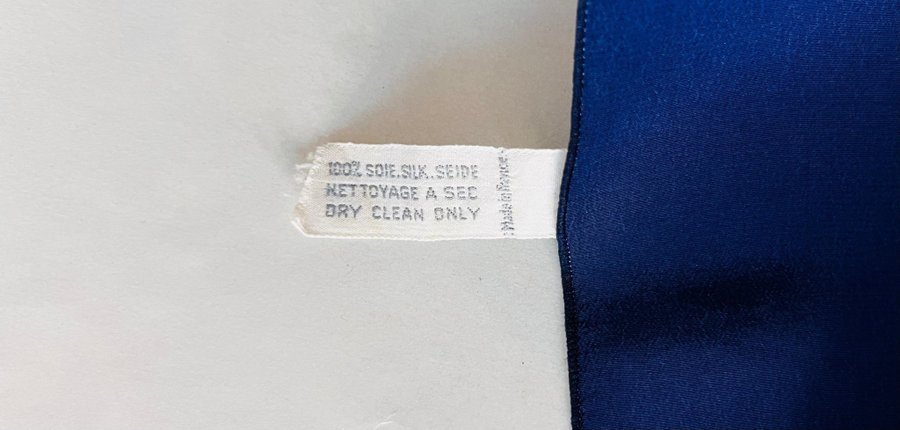 100% SOIE.SILK.SEIDE
NETTOYAGE A SEC
DRY CLEAN ONLY
Made in France